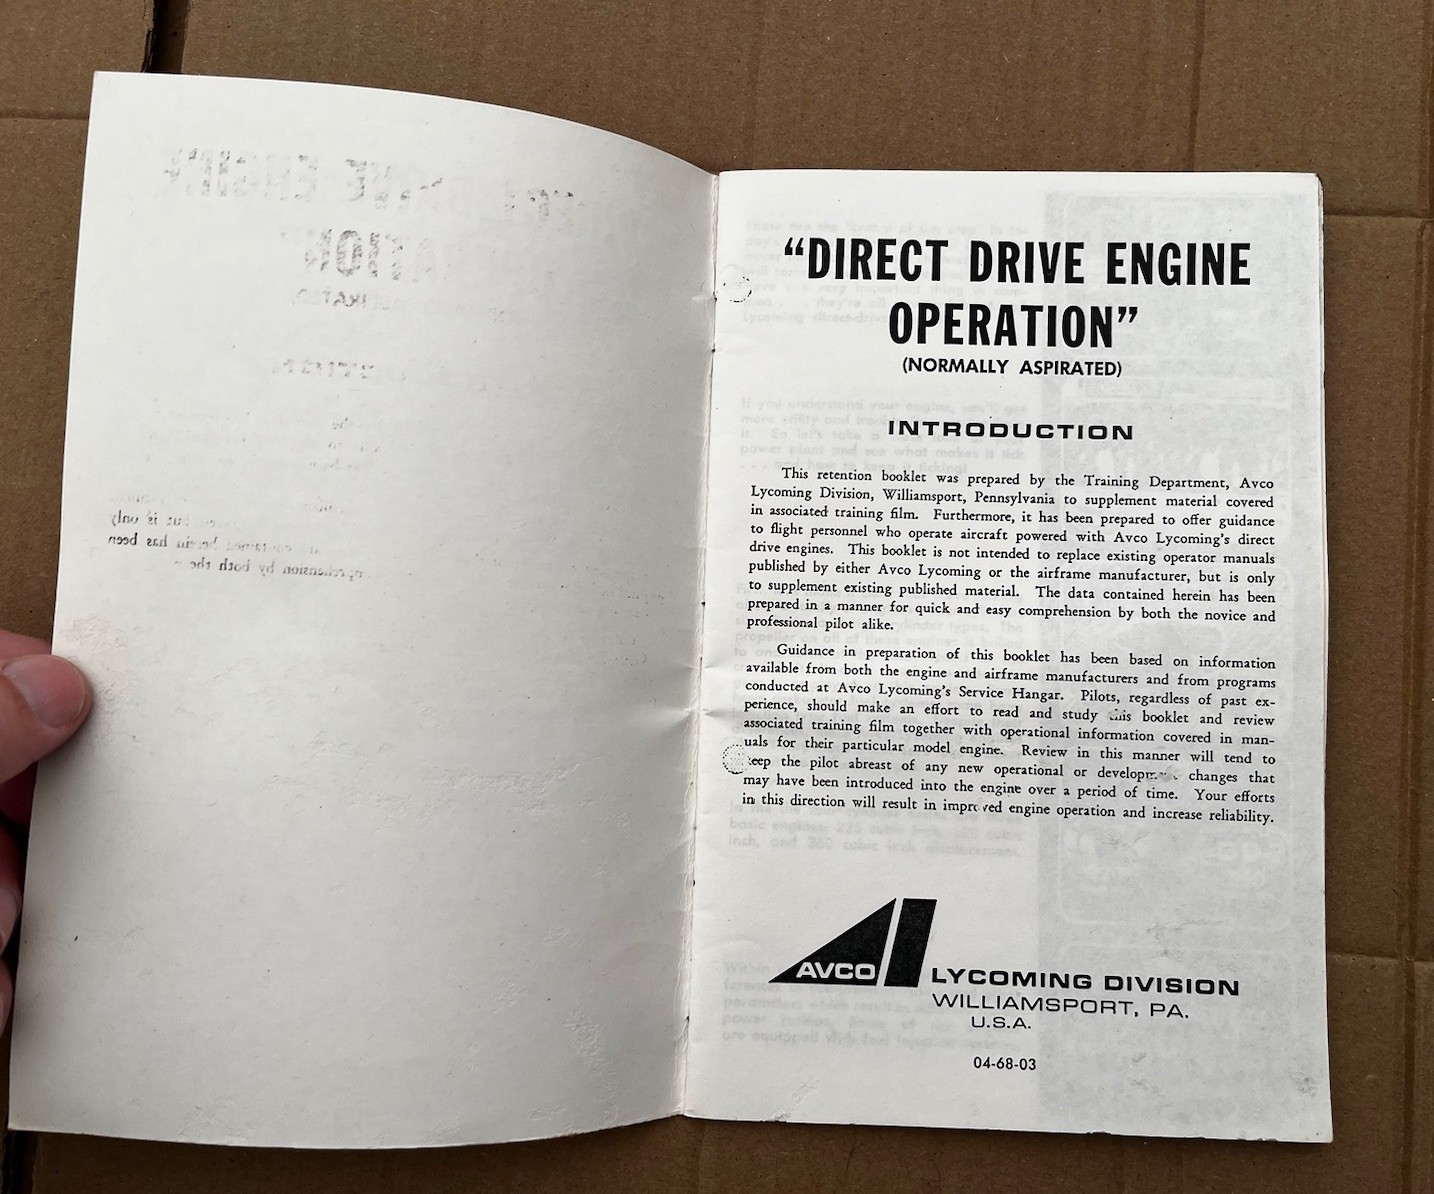 “DIRECT DRIVE ENGINE
OPERATION”
(NORMALLY ASPIRATED)
INTRODUCTION
This retention booklet was prepared by the Training Department, Avco
Lycoming Division, Williamsport, Pennsylvania to supplement material covered
in associated training film. Furthermore, it has been prepared to offer guidance
to flight personnel who operate aircraft powered with Avco Lycoming's direct
drive engines. This booklet is not intended to replace existing operator manuals
published by either Avco Lycoming or the airframe manufacturer, but is only
to supplement existing published material. The data contained herein has been
prepared in a manner for quick and easy comprehension by both the novice and
professional pilot alike.
Guidance in preparation of this booklet has been based on information
available from both the engine and airframe manufacturers and from programs
conducted at Avco Lycoming's Service Hangar. Pilots, regardless of past ex-
perience, should make an effort to read and study this booklet and review
associated training film together with operational information covered in man-
uals for their particular model engine. Review in this manner will tend to
keep the pilot abreast of any new operational or development changes that
may have been introduced into the engine over a period of time. Your efforts
in this direction will result in improved engine operation and increase reliability.
AVCO
LYCOMING DIVISION
WILLIAMSPORT, PA.
U.S.A.
04-68-03